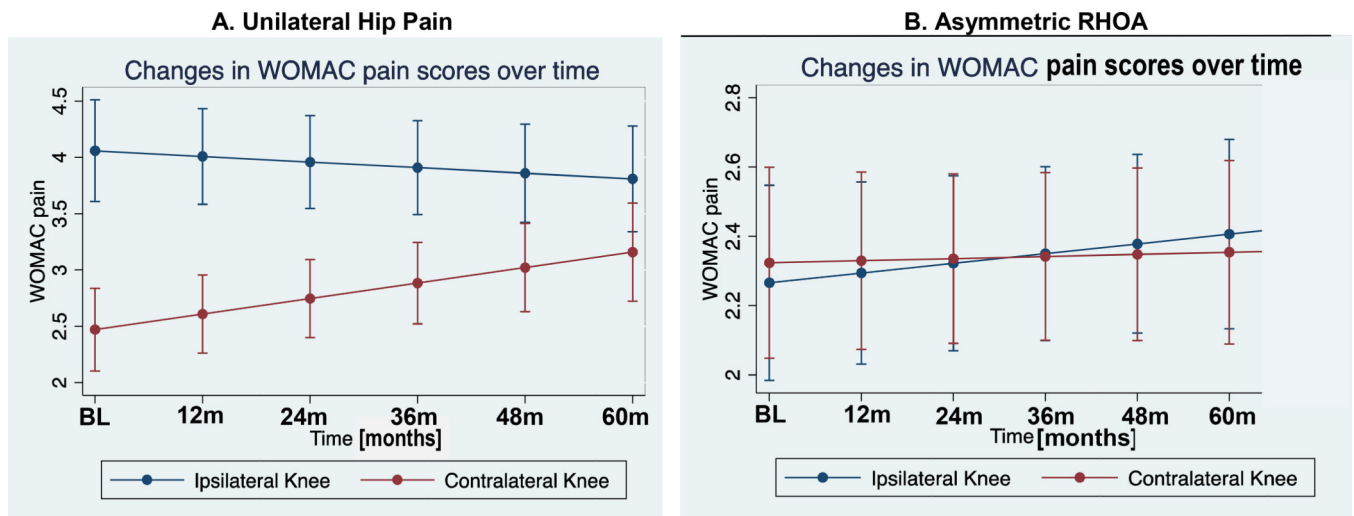 A. Unilateral Hip Pain
Changes in WOMAC pain scores over time
WOMAC pain
4.5
4
3.5
3
2.5
2
BL 12m 24m 36m 48m 60m
Time [months]
Ipsilateral Knee Contralateral Knee
B. Asymmetric RHOA
Changes in WOMAC pain scores over time
WOMAC pain
2.8
2.6
2.4
2.2
2
BL 12m 24m 36m 48m 60m
Time [months]
Ipsilateral Knee Contralateral Knee